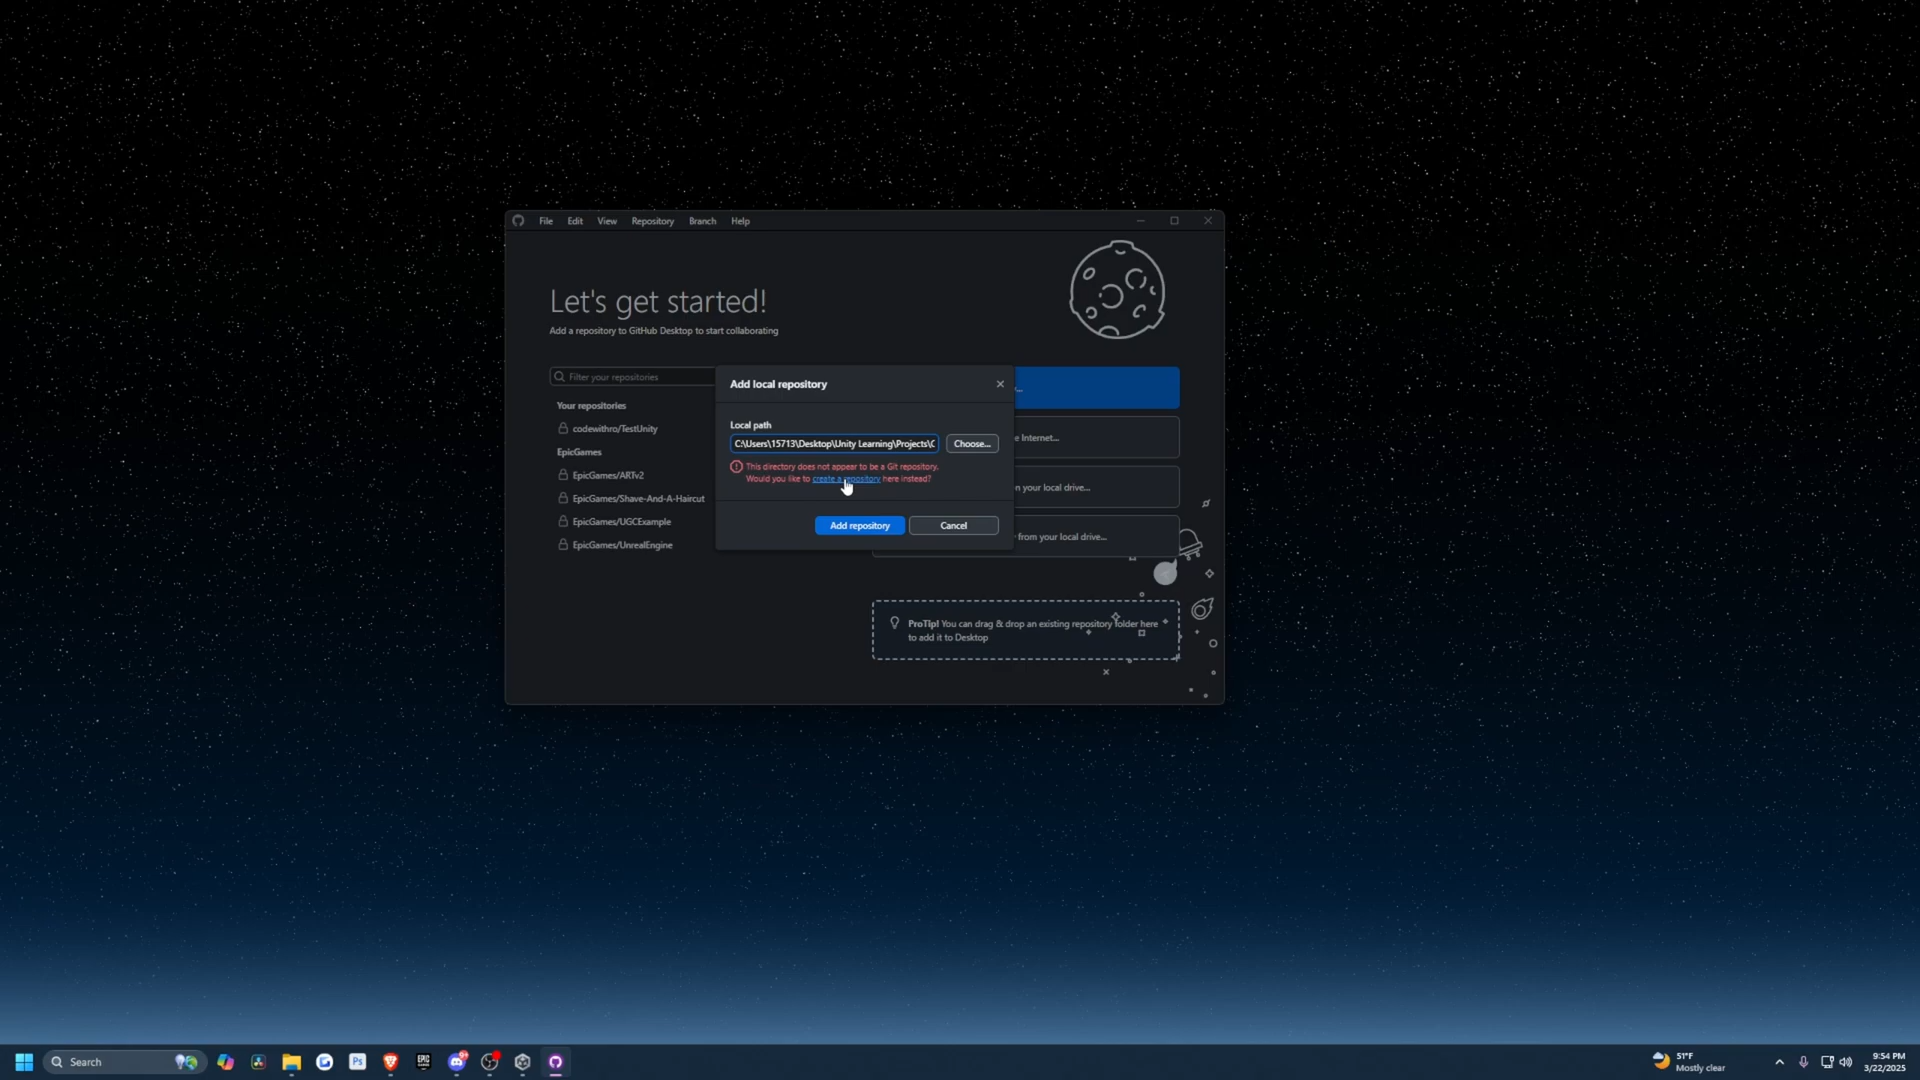 File Edit View Repository Branch Help
Let's get started!
Add a repository to GitHub Desktop to start collaborating
Filter your repositories
Your repositories
codewithro/TestUnity
EpicGames
EpicGames/ARTv2
EpicGames/Shave-And-A-Haircut
EpicGames/UGCExample
EpicGames/UnrealEngine
Add local repository
Local path
C:\Users\15713\Desktop\Unity Learning\Projects\C
Choose...
This directory does not appear to be a Git repository.
Would you like to create a repository here instead?
Add repository
Cancel
...
e Internet...
n your local drive...
from your local drive...
ProTip! You can drag & drop an existing repository folder here
to add it to Desktop
Search
Ps
EPIC
51°F
Mostly clear
9:54 PM
3/22/2025